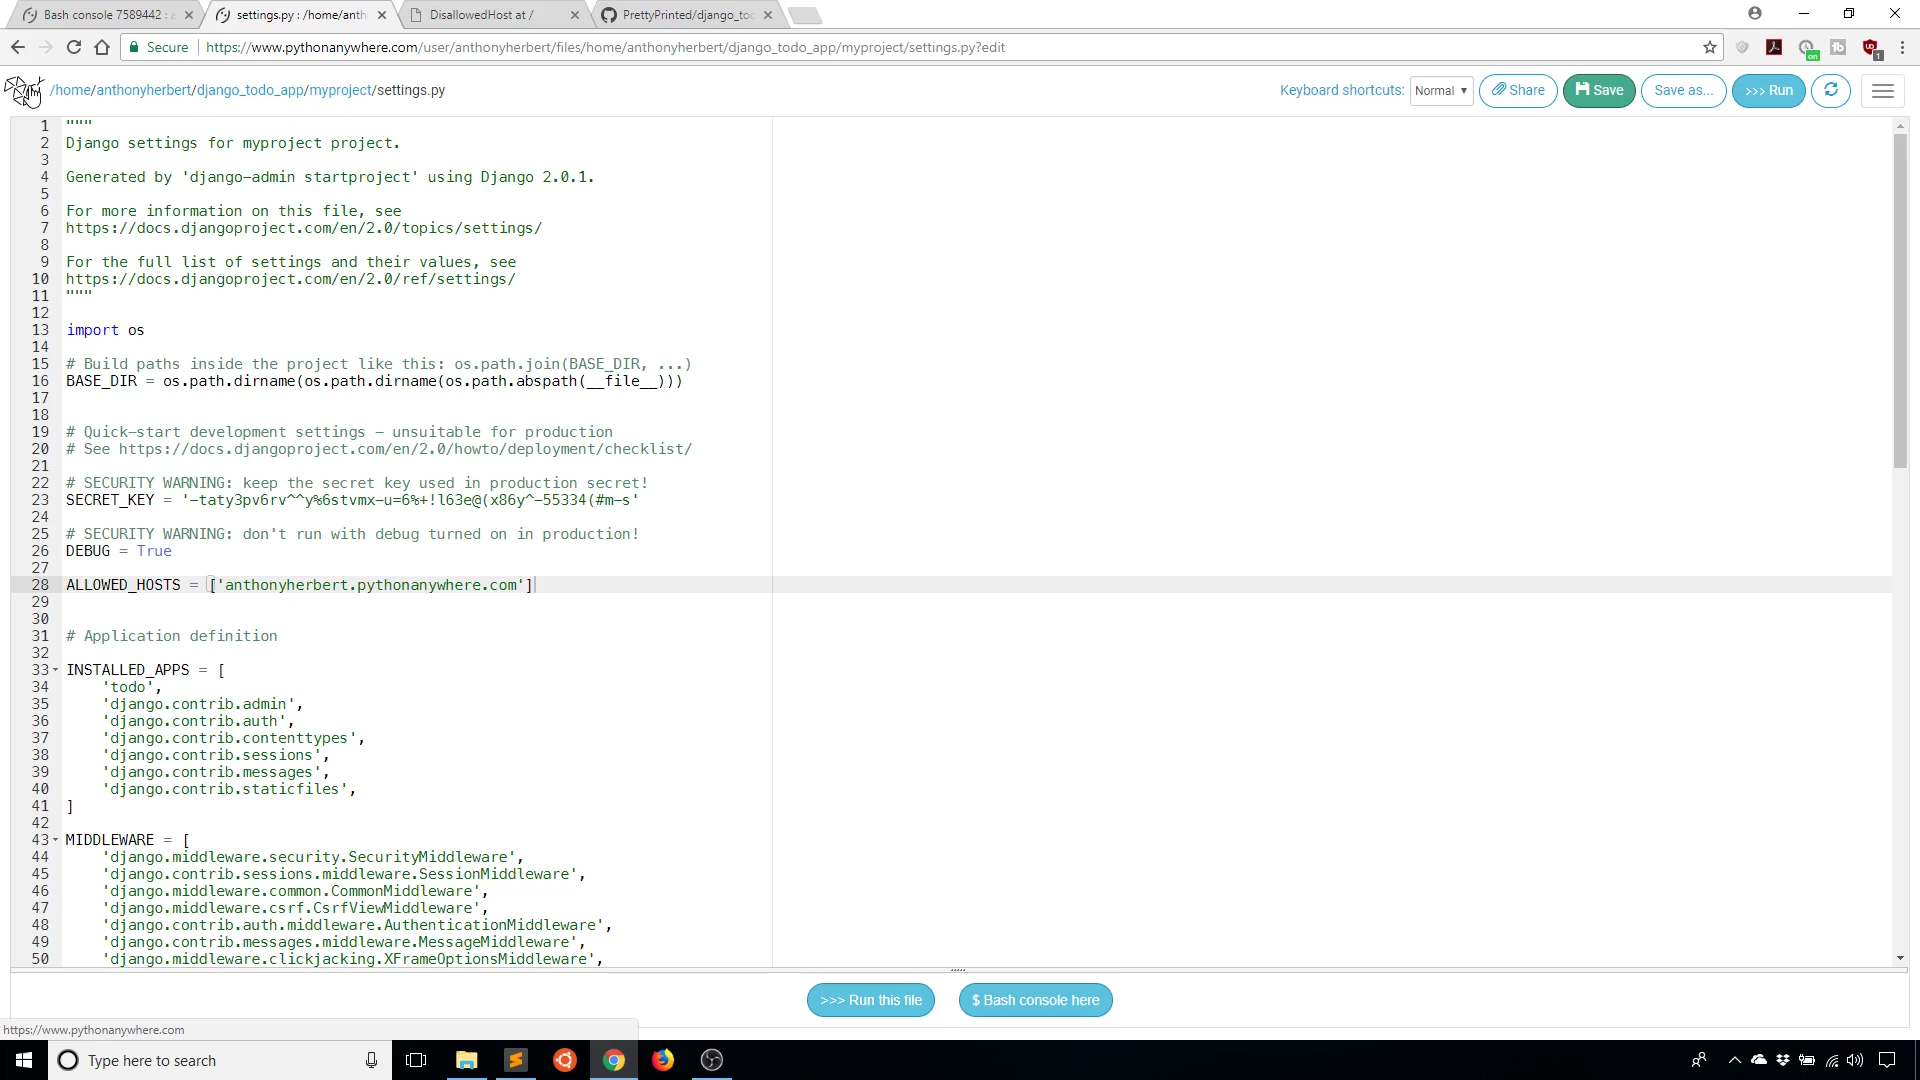 Bash console 7589442 : a
settings.py : /home/anth
DisallowedHost at /
PrettyPrinted/django_toc
Secure
https://www.pythonanywhere.com/user/anthonyherbert/files/home/anthonyherbert/django_todo_app/myproject/settings.py?edit
/home/anthonyherbert/django_todo_app/myproject/settings.py
Keyboard shortcuts: Normal Share Save Save as... >>> Run
1 """
2 Django settings for myproject project.
3
4 Generated by 'django-admin startproject' using Django 2.0.1.
5
6 For more information on this file, see
7 https://docs.djangoproject.com/en/2.0/topics/settings/
8
9 For the full list of settings and their values, see
10 https://docs.djangoproject.com/en/2.0/ref/settings/
11 """
12
13 import os
14
15 # Build paths inside the project like this: os.path.join(BASE_DIR, ...)
16 BASE_DIR = os.path.dirname(os.path.dirname(os.path.abspath(__file__)))
17
18
19 # Quick-start development settings - unsuitable for production
20 # See https://docs.djangoproject.com/en/2.0/howto/deployment/checklist/
21
22 # SECURITY WARNING: keep the secret key used in production secret!
23 SECRET_KEY = '-taty3pv6rv^^y%6stvmx-u=6%+!l63e@(x86y^-55334(#m-s'
24
25 # SECURITY WARNING: don't run with debug turned on in production!
26 DEBUG = True
27
28 ALLOWED_HOSTS = ['anthonyherbert.pythonanywhere.com']
29
30
31 # Application definition
32
33 INSTALLED_APPS = [
34 'todo',
35 'django.contrib.admin',
36 'django.contrib.auth',
37 'django.contrib.contenttypes',
38 'django.contrib.sessions',
39 'django.contrib.messages',
40 'django.contrib.staticfiles',
41 ]
42
43 MIDDLEWARE = [
44 'django.middleware.security.SecurityMiddleware',
45 'django.contrib.sessions.middleware.SessionMiddleware',
46 'django.middleware.common.CommonMiddleware',
47 'django.middleware.csrf.CsrfViewMiddleware',
48 'django.contrib.auth.middleware.AuthenticationMiddleware',
49 'django.contrib.messages.middleware.MessageMiddleware',
50 'django.middleware.clickjacking.XFrameOptionsMiddleware',
>>> Run this file
$ Bash console here
https://www.pythonanywhere.com
Type here to search